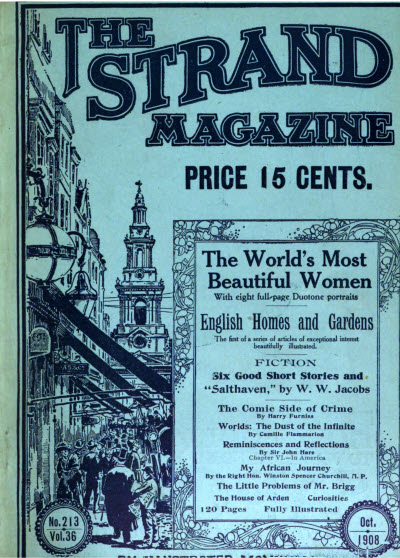 THE
STRAND
MAGAZINE
PRICE 15 CENTS.
The World's Most
Beautiful Women
With eight full-page Duotone portraits
English Homes and Gardens
The first of a series of articles of exceptional interest
beautifully illustrated.
FICTION
Six Good Short Stories and
"Salthaven," by W. W. Jacobs
The Comic Side of Crime
By Harry Furniss
Worlds: The Dust of the Infinite
By Camille Flammarion
Reminiscences and Reflections
By Sir John Hare
Chapter VI.—In America
My African Journey
By the Right Hon. Winston Spencer Churchill, M.P.
The Little Problems of Mr. Brigg
The House of Arden Curiosities
120 Pages Fully Illustrated
No. 213
Vol. 36
Oct.
1908